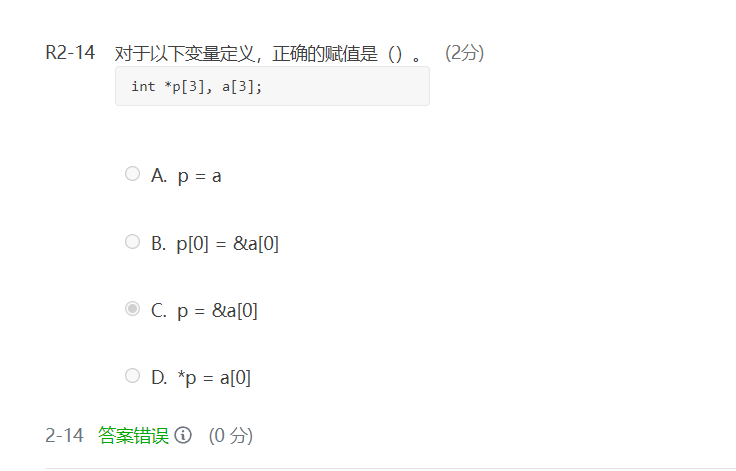 R2-14 对于以下变量定义，正确的赋值是（）。 (2分)
int *p[3], a[3];
A. p = a
B. p[0] = &a[0]
C. p = &a[0]
D. *p = a[0]
2-14 答案错误 (0 分)